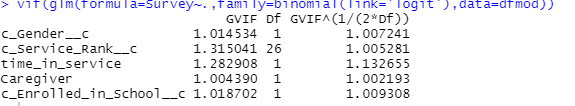 > vif(glm(formula=Survey~.,family=binomial(link='logit'),data=dfmod))
GVIF Df GVIF^(1/(2*Df))
c_Gender__c 1.014534 1 1.007241
c_Service_Rank__c 1.315041 26 1.005281
time_in_service 1.282908 1 1.132655
Caregiver 1.004390 1 1.002193
c_Enrolled_in_School__c 1.018702 1 1.009308